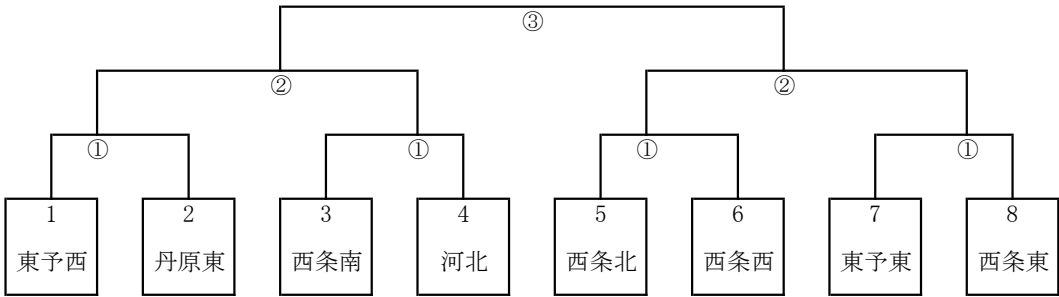 ③
② ②
① ① ① ①
1 2 3 4 5 6 7 8
東予西 丹原東 西条南 河北 西条北 西条西 東予東 西条東